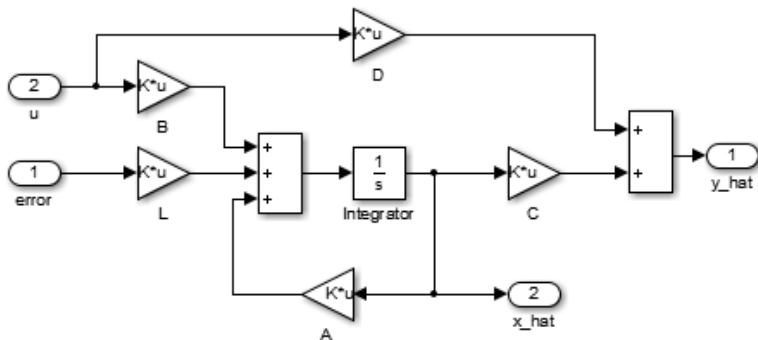 K*u
D
2
u
K*u
B
+
+
+
1
error
K*u
L
1
s
Integrator
K*u
C
+
+
1
y_hat
K*u
A
2
x_hat